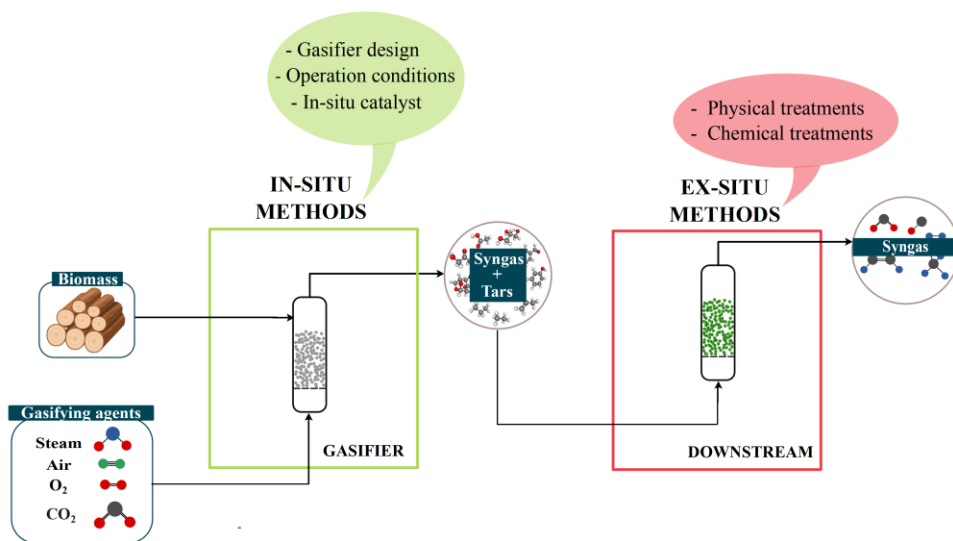 - Gasifier design
- Operation conditions
- In-situ catalyst
- Physical treatments
- Chemical treatments
IN-SITU
METHODS
EX-SITU
METHODS
Biomass
Syngas
+
Tars
Syngas
Gasifying agents
Steam
Air
O₂
CO₂
GASIFIER
DOWNSTREAM